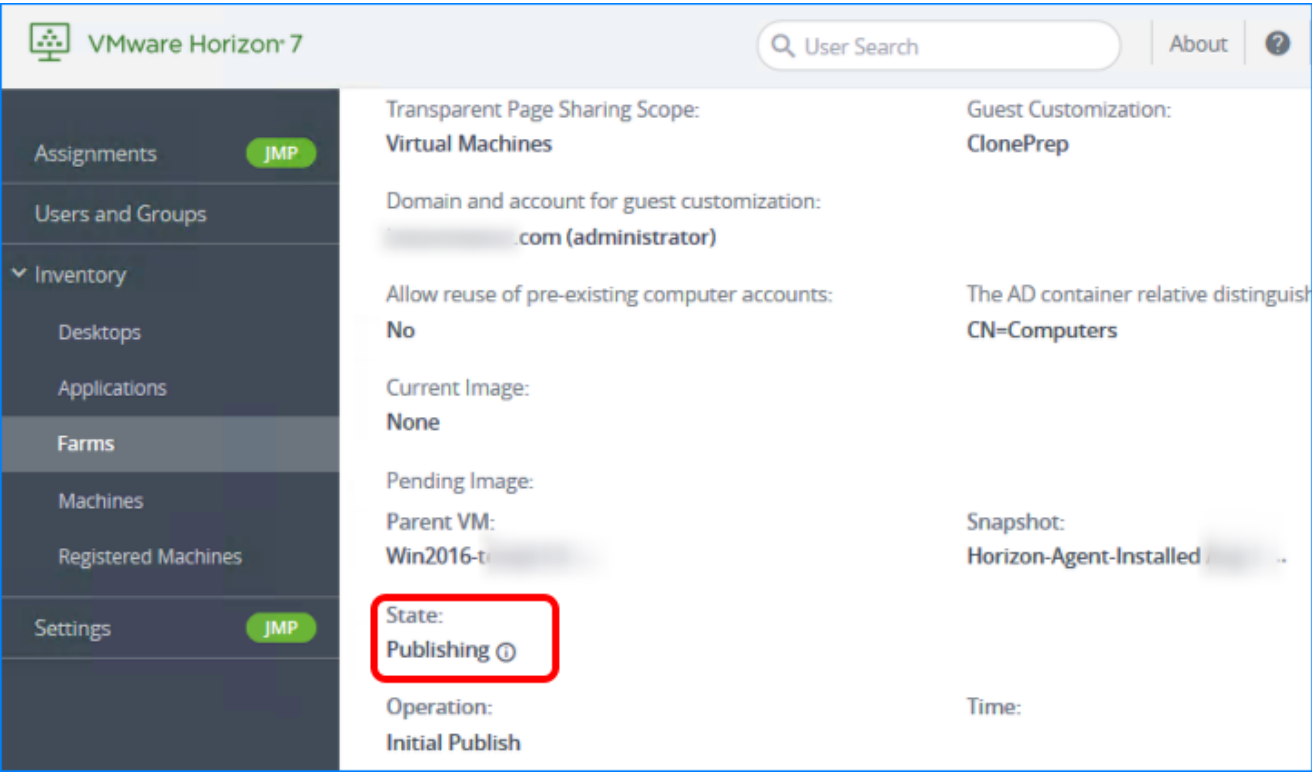 VMware Horizon® 7
User Search
About
?
Assignments JMP
Users and Groups
Inventory
Desktops
Applications
Farms
Machines
Registered Machines
Settings JMP
Transparent Page Sharing Scope: Guest Customization:
Virtual Machines ClonePrep
Domain and account for guest customization:
.com (administrator)
Allow reuse of pre-existing computer accounts: The AD container relative distinguish
No CN=Computers
Current Image:
None
Pending Image:
Parent VM: Snapshot:
Win2016-t Horizon-Agent-Installed ..
State:
Publishing
Operation: Time:
Initial Publish